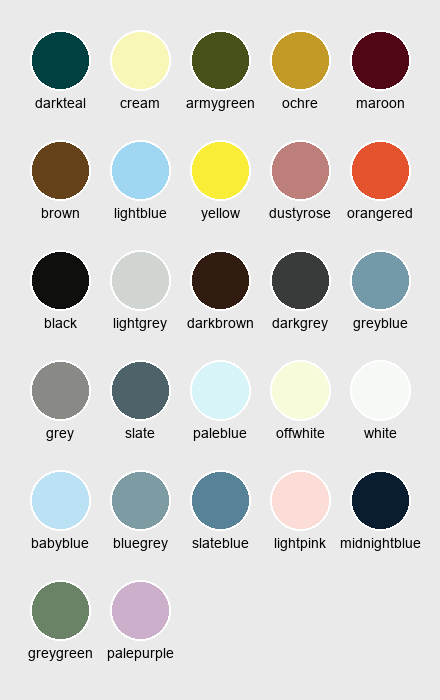 darkteal cream armygreen ochre maroon
brown lightblue yellow dustyrose orangered
black lightgrey darkbrown darkgrey greyblue
grey slate paleblue offwhite white
babyblue bluegrey slateblue lightpink midnightblue
greygreen palepurple